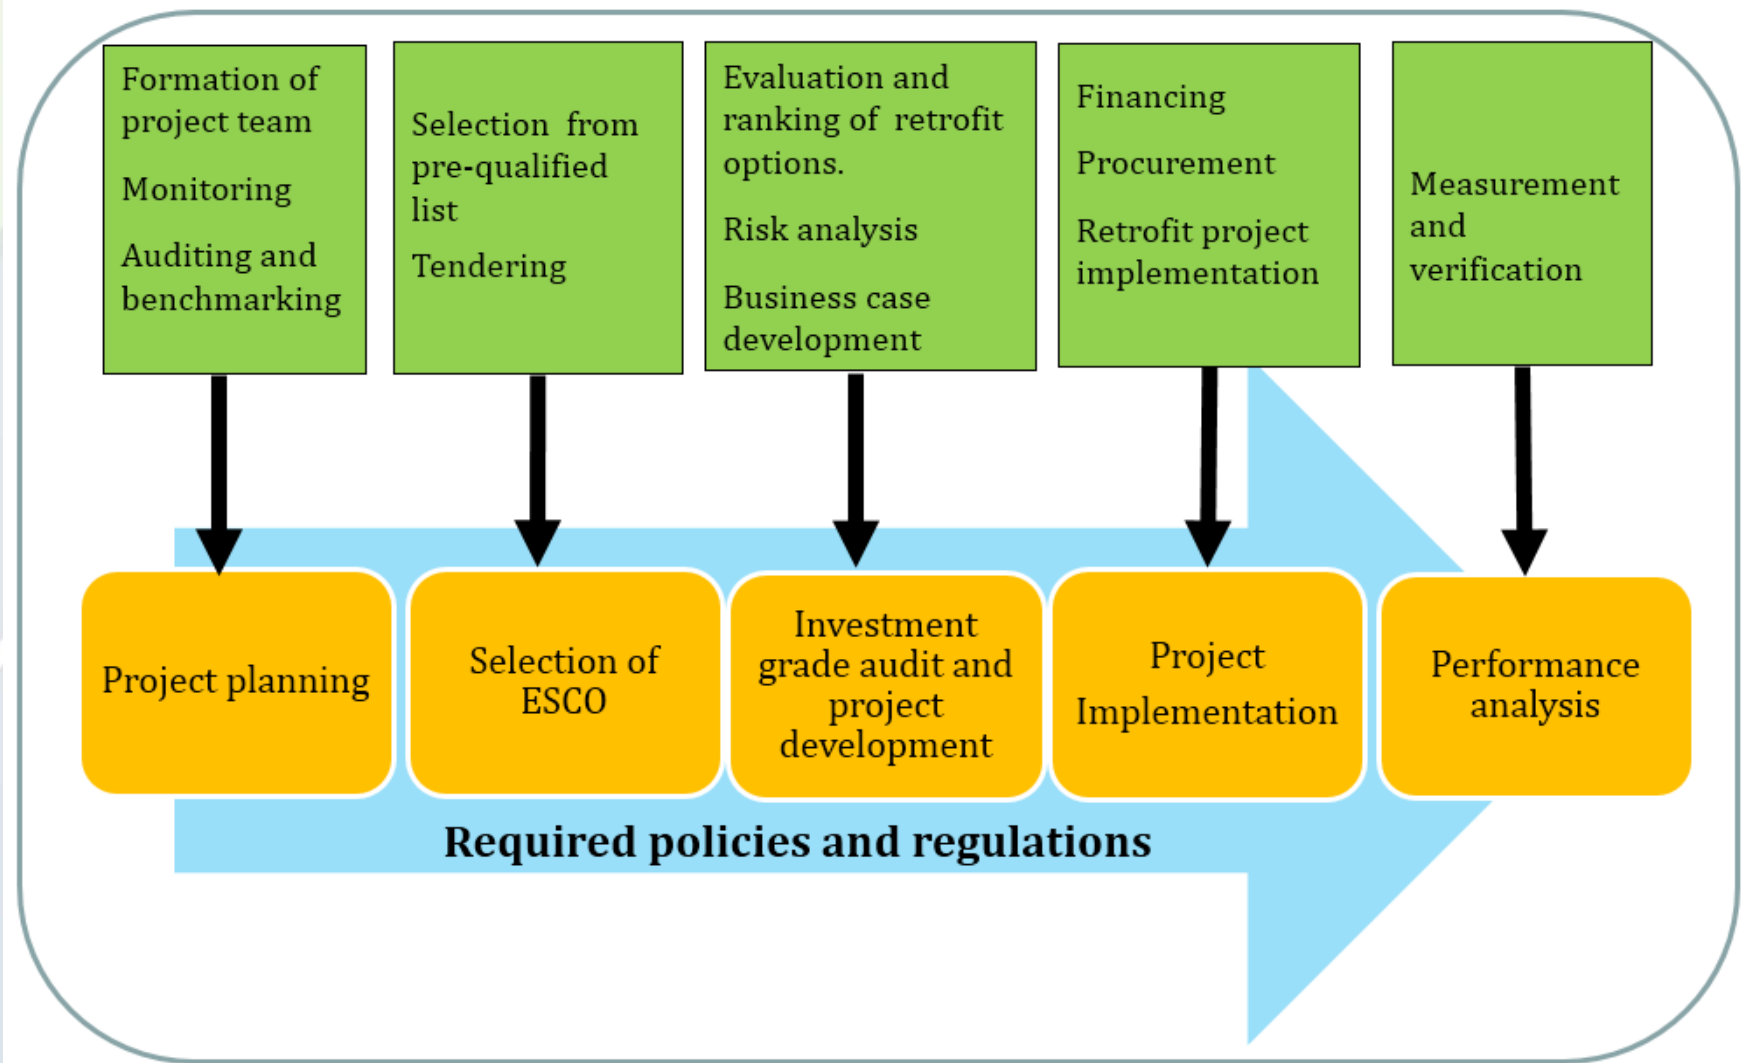 Formation of
project team
Monitoring
Auditing and
benchmarking
Selection from
pre-qualified
list
Tendering
Evaluation and
ranking of retrofit
options.
Risk analysis
Business case
development
Financing
Procurement
Retrofit project
implementation
Measurement
and
verification
Project planning
Selection of
ESCO
Investment
grade audit and
project
development
Project
Implementation
Performance
analysis
Required policies and regulations